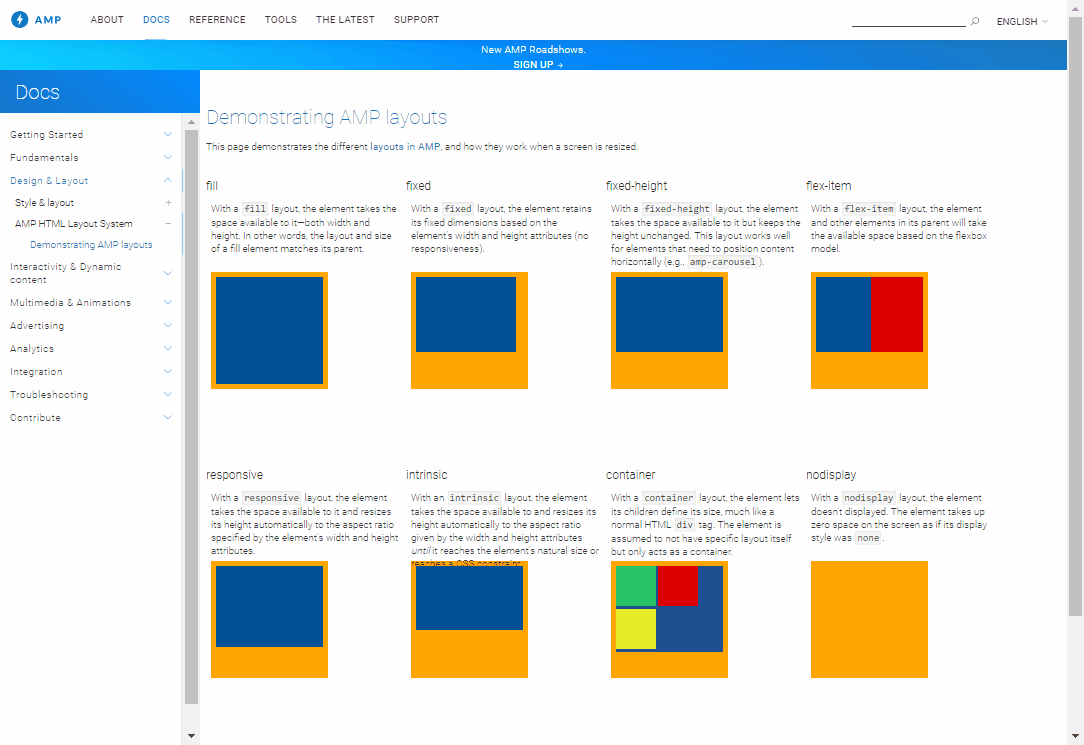 AMP
ABOUT
DOCS
REFERENCE
TOOLS
THE LATEST
SUPPORT
ENGLISH
New AMP Roadshows.
SIGN UP →
Docs
Getting Started
Fundamentals
Design & Layout
Style & layout
+
AMP HTML Layout System
−
Demonstrating AMP layouts
Interactivity & Dynamic
content
Multimedia & Animations
Advertising
Analytics
Integration
Troubleshooting
Contribute
Demonstrating AMP layouts
This page demonstrates the different layouts in AMP, and how they work when a screen is resized.
fill
With a fill layout, the element takes the
space available to it—both width and
height. In other words, the layout and size
of a fill element matches its parent.
fixed
With a fixed layout, the element retains
its fixed dimensions based on the
element's width and height attributes (no
responsiveness).
fixed-height
With a fixed-height layout, the element
takes the space available to it but keeps the
height unchanged. This layout works well
for elements that need to position content
horizontally (e.g., amp-carousel).
flex-item
With a flex-item layout, the element
and other elements in its parent will take
the available space based on the flexbox
model.
responsive
With a responsive layout, the element
takes the space available to it and resizes
its height automatically to the aspect ratio
specified by the element's width and height
attributes.
intrinsic
With an intrinsic layout, the element
takes the space available to and resizes its
height automatically to the aspect ratio
given by the width and height attributes
until it reaches the element's natural size or
reaches a CSS constraint.
container
With a container layout, the element lets
its children define its size, much like a
normal HTML div tag. The element is
assumed to not have specific layout itself
but only acts as a container.
nodisplay
With a nodisplay layout, the element
doesn't displayed. The element takes up
zero space on the screen as if its display
style was none.